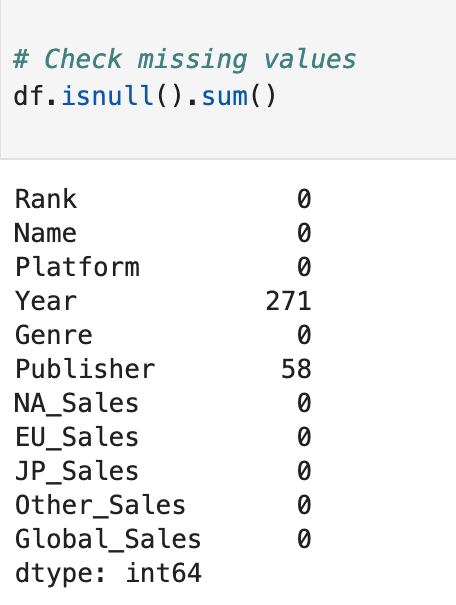 # Check missing values
df.isnull().sum()
Rank 0
Name 0
Platform 0
Year 271
Genre 0
Publisher 58
NA_Sales 0
EU_Sales 0
JP_Sales 0
Other_Sales 0
Global_Sales 0
dtype: int64